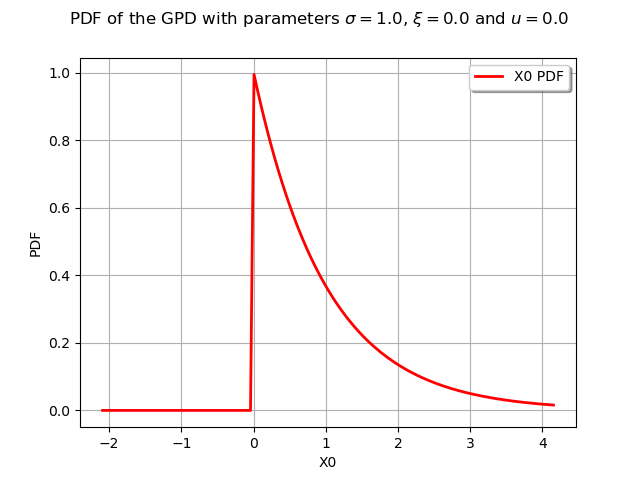 PDF of the GPD with parameters σ = 1.0, ξ = 0.0 and u = 0.0
X0 PDF
1.0
0.8
0.6
0.4
0.2
0.0
PDF
−2 −1 0 1 2 3 4
X0